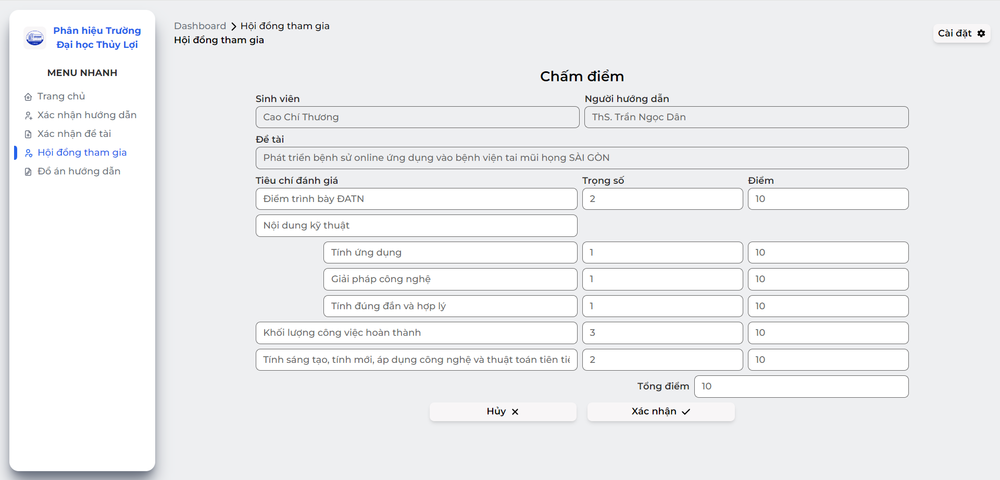 Phân hiệu Trường
Đại học Thủy Lợi
MENU NHANH
Trang chủ
Xác nhận hướng dẫn
Xác nhận đề tài
Hội đồng tham gia
Đồ án hướng dẫn
Dashboard Hội đồng tham gia
Hội đồng tham gia
Cài đặt
Chấm điểm
Sinh viên Người hướng dẫn
Cao Chí Thương ThS. Trần Ngọc Dân
Đề tài
Phát triển bệnh sử online ứng dụng vào bệnh viện tai mũi họng SÀI GÒN
Tiêu chí đánh giá Trọng số Điểm
Điểm trình bày ĐATN 2 10
Nội dung kỹ thuật
Tính ứng dụng 1 10
Giải pháp công nghệ 1 10
Tính đúng đắn và hợp lý 1 10
Khối lượng công việc hoàn thành 3 10
Tính sáng tạo, tính mới, áp dụng công nghệ và thuật toán tiên 2 10
Tổng điểm 10
Hủy Xác nhận